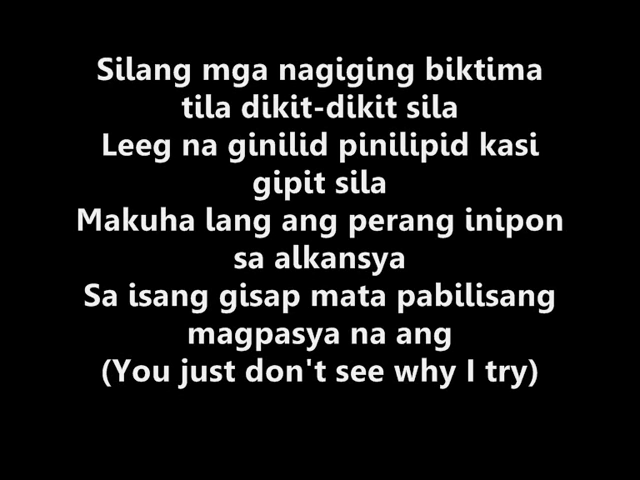 Silang mga nagiging biktima
tila dikit-dikit sila
Leeg na ginilid pinilipid kasi
gipit sila
Makuha lang ang perang inipon
sa alkansya
Sa isang gisap mata pabilisang
magpasya na ang
(You just don't see why I try)